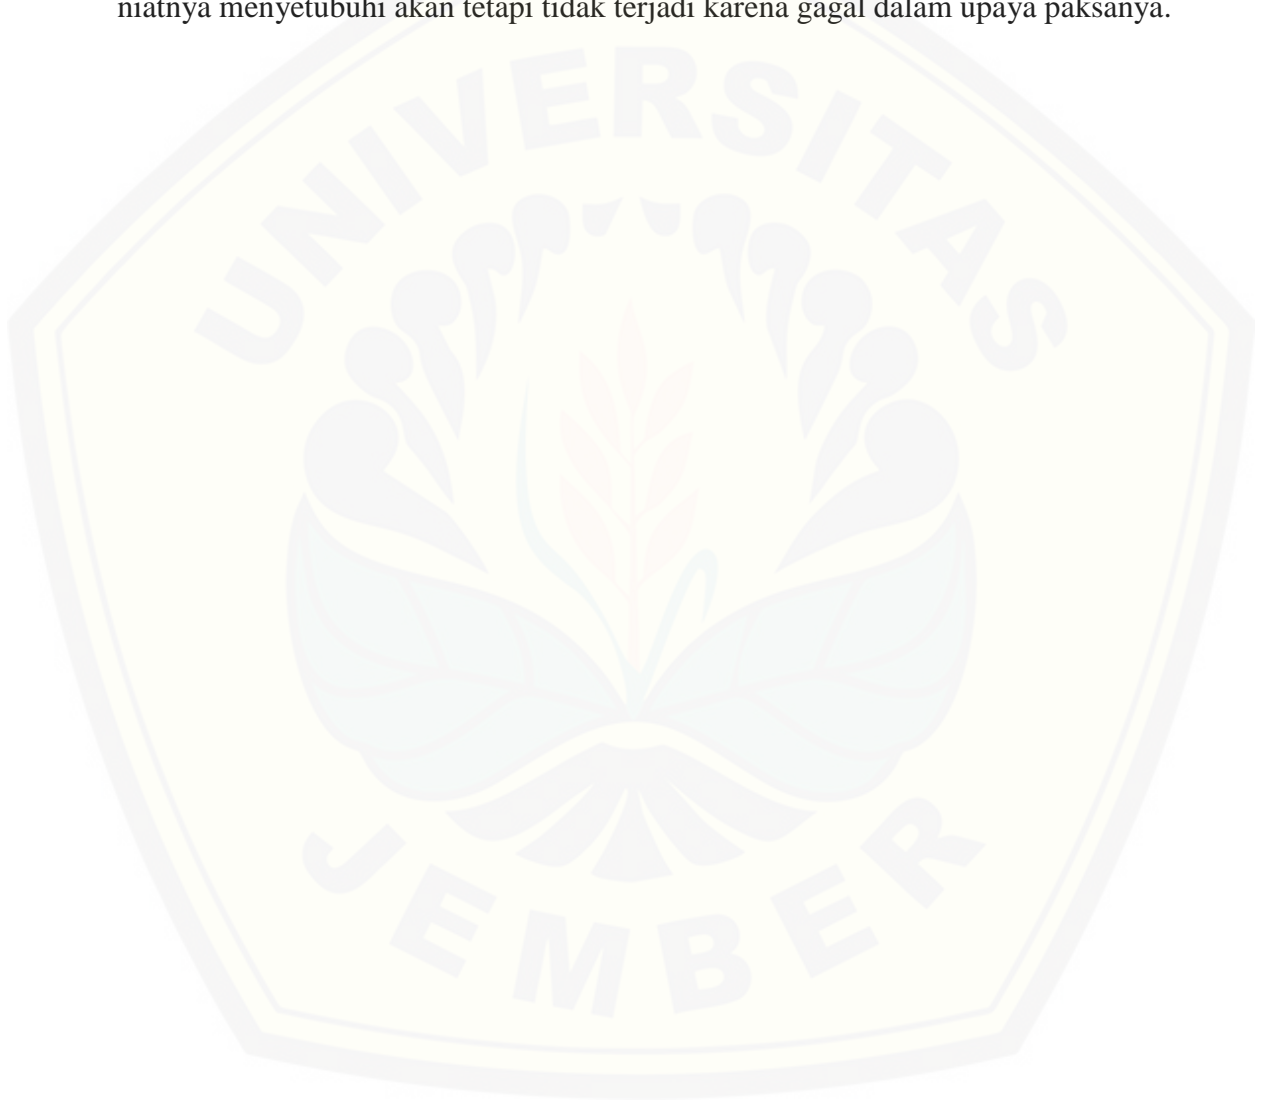 niatnya menyetubuhi akan tetapi tidak terjadi karena gagal dalam upaya paksanya.
UNIVERSITAS
JEMBER